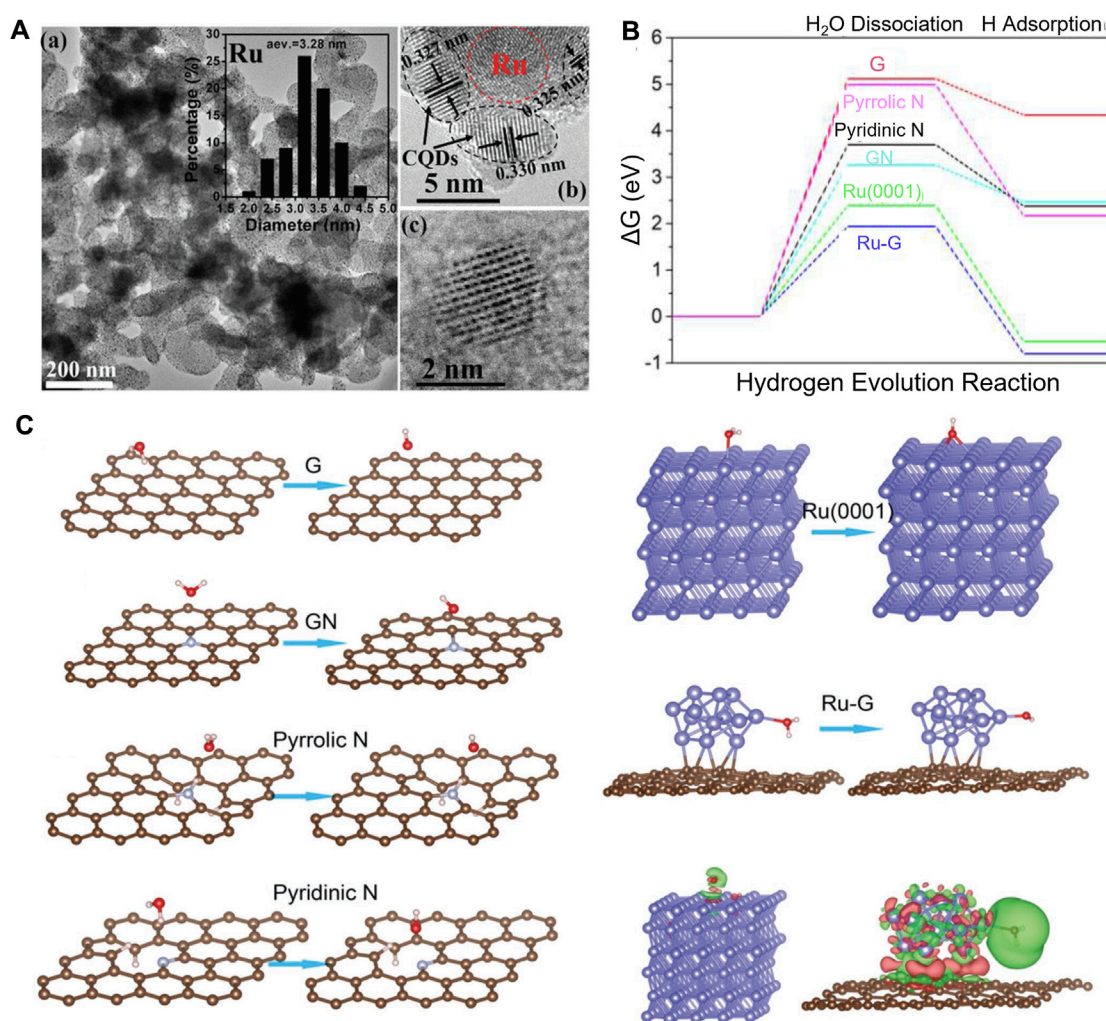 A
(a)
Ru
aev.=3.28 nm
Percentage (%)
30
25
20
15
10
5
0
1.5 2.0 2.5 3.0 3.5 4.0 4.5 5.0
Diameter (nm)
200 nm
0.327 nm
Ru
0.325 nm
CQDs
0.330 nm
5 nm
(b)
(c)
2 nm
B
H₂O Dissociation
H Adsorption
ΔG (eV)
6
5
4
3
2
1
0
-1
G
Pyrrolic N
Pyridinic N
GN
Ru(0001)
Ru-G
Hydrogen Evolution Reaction
C
G
GN
Pyrrolic N
Pyridinic N
Ru(0001)
Ru-G